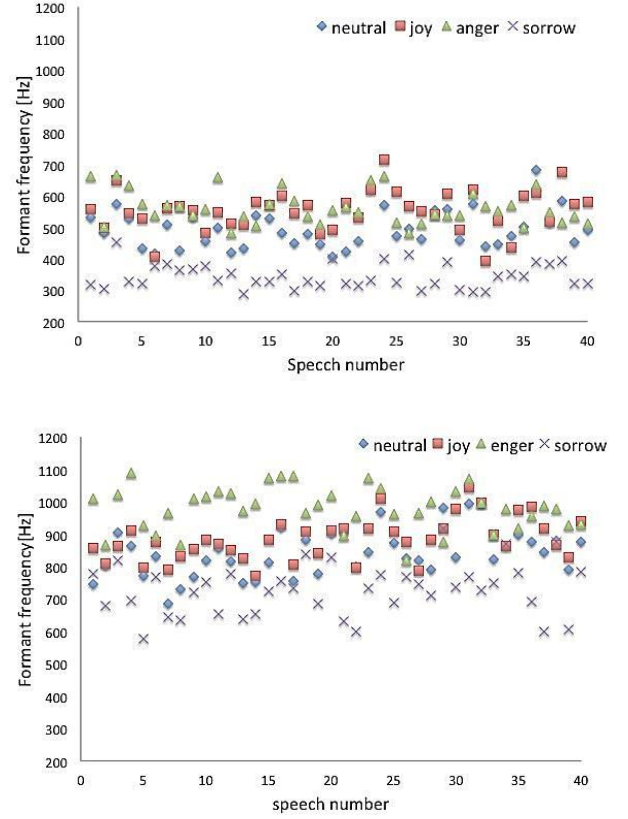 1200
neutral joy anger sorrow
1100
1000
900
800
700
600
500
400
300
200
Formant frequency [Hz]
0 5 10 15 20 25 30 35 40
Specch number
1200
neutral joy enger sorrow
1100
1000
900
800
700
600
500
400
300
200
Formant frequency[Hz]
0 5 10 15 20 25 30 35 40
speech number